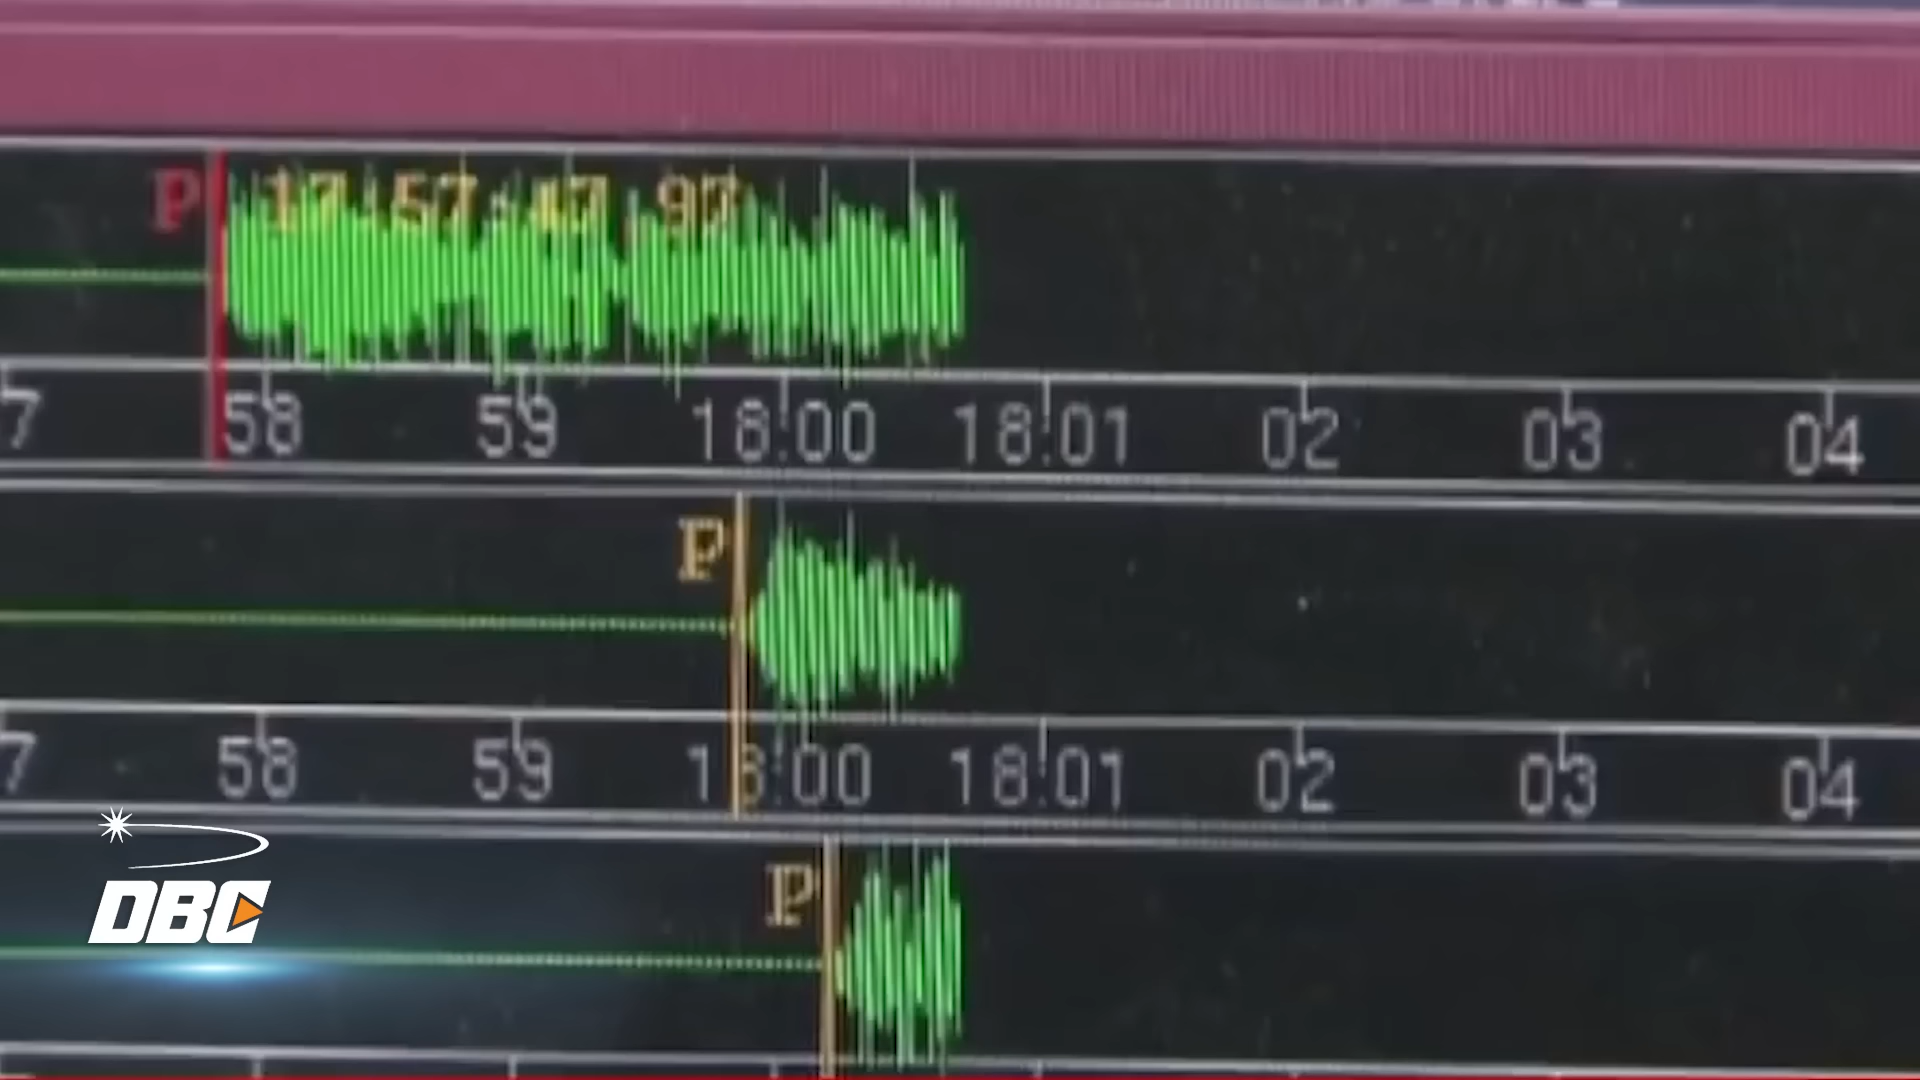 P 17:57:47.97
7 58 59 18:00 18:01 02 03 04
P
7 58 59 18:00 18:01 02 03 04
P
DBC